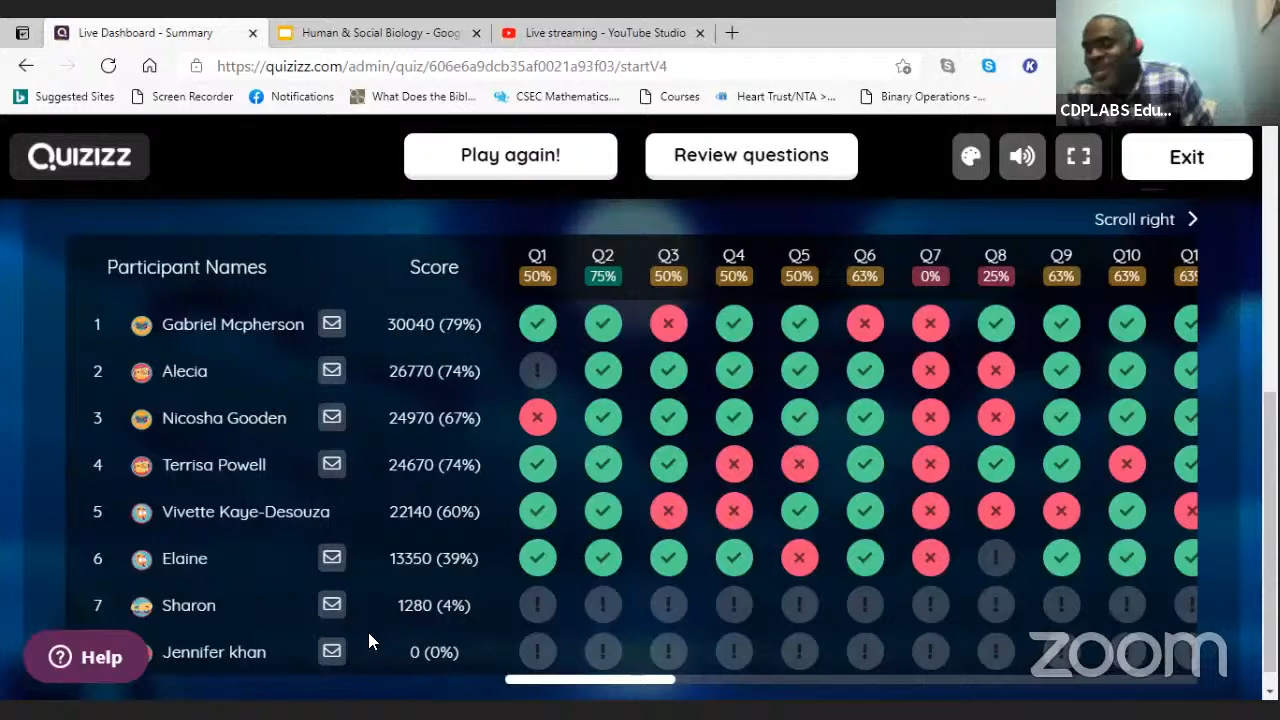 Live Dashboard - Summary
Human & Social Biology - Goog
Live streaming - YouTube Studio
https://quizizz.com/admin/quiz/606e6a9dcb35af0021a93f03/startV4
Suggested Sites
Screen Recorder
Notifications
What Does the Bibl...
CSEC Mathematics....
Courses
Heart Trust/NTA >...
Binary Operations -...
CDPLABS Edu...
QUIZIZZ
Play again!
Review questions
Exit
Scroll right
Participant Names Score Q1 Q2 Q3 Q4 Q5 Q6 Q7 Q8 Q9 Q10 Q1
50% 75% 50% 50% 50% 63% 0% 25% 63% 63% 63%
1 Gabriel Mcpherson 30040 (79%)
2 Alecia 26770 (74%)
3 Nicosha Gooden 24970 (67%)
4 Terrisa Powell 24670 (74%)
5 Vivette Kaye-Desouza 22140 (60%)
6 Elaine 13350 (39%)
7 Sharon 1280 (4%)
Jennifer khan 0 (0%)
Help
zoom